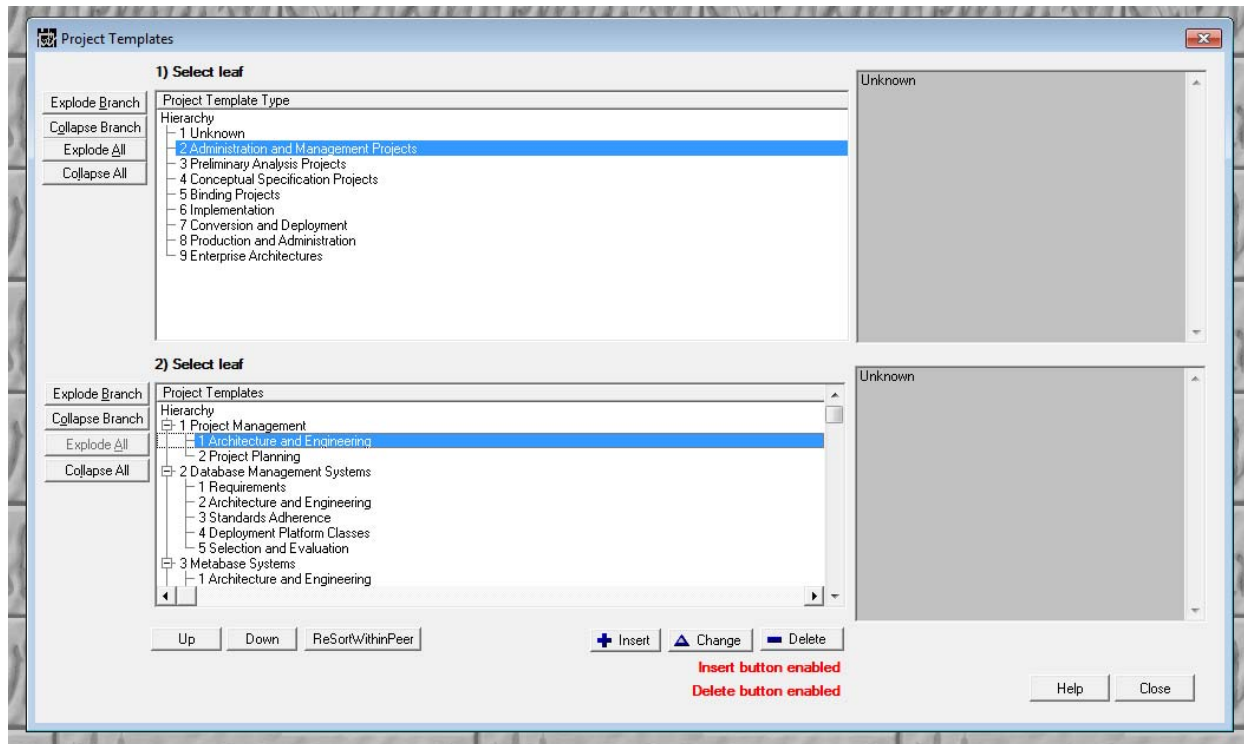 Project Templates
1) Select leaf
Explode Branch
Collapse Branch
Explode All
Collapse All
Project Template Type
Hierarchy
1 Unknown
2 Administration and Management Projects
3 Preliminary Analysis Projects
4 Conceptual Specification Projects
5 Binding Projects
6 Implementation
7 Conversion and Deployment
8 Production and Administration
9 Enterprise Architectures
Unknown
2) Select leaf
Explode Branch
Collapse Branch
Explode All
Collapse All
Project Templates
Hierarchy
1 Project Management
1 Architecture and Engineering
2 Project Planning
2 Database Management Systems
1 Requirements
2 Architecture and Engineering
3 Standards Adherence
4 Deployment Platform Classes
5 Selection and Evaluation
3 Metabase Systems
1 Architecture and Engineering
Unknown
Up Down ReSortWithinPeer Insert Change Delete
Insert button enabled
Delete button enabled
Help Close